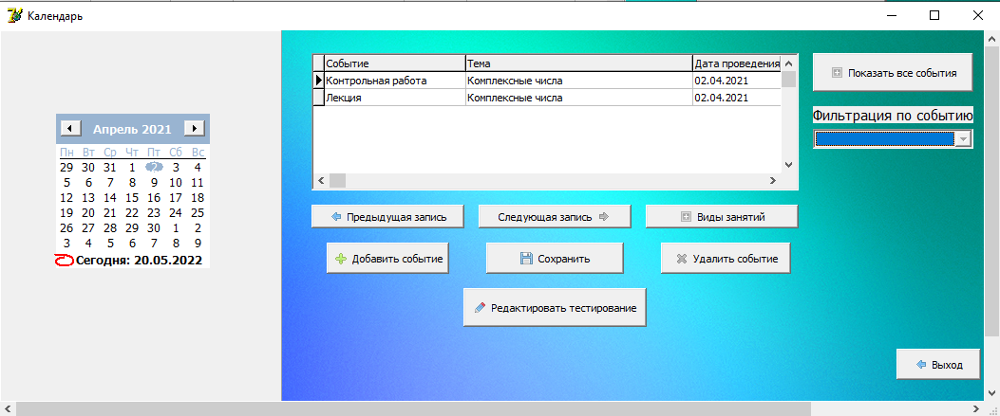 Календарь
Апрель 2021
Пн Вт Ср Чт Пт Сб Вс
29 30 31 1 2 3 4
5 6 7 8 9 10 11
12 13 14 15 16 17 18
19 20 21 22 23 24 25
26 27 28 29 30 1 2
3 4 5 6 7 8 9
Сегодня: 20.05.2022
Событие Тема Дата проведения
Контрольная работа Комплексные числа 02.04.2021
Лекция Комплексные числа 02.04.2021
Показать все события
Фильтрация по событию
Предыдущая запись Следующая запись Виды занятий
Добавить событие Сохранить Удалить событие
Редактировать тестирование
Выход